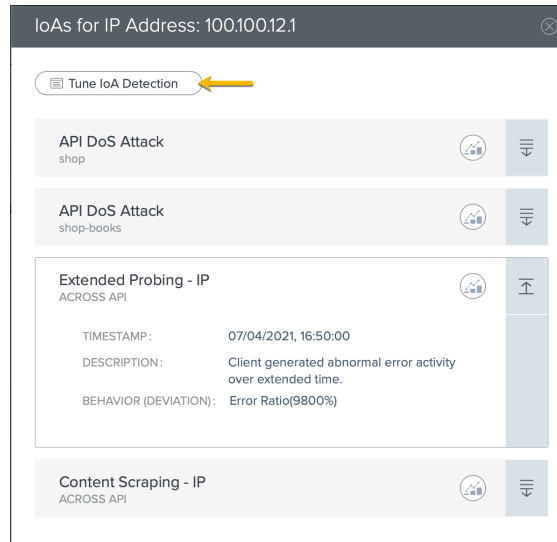 IoAs for IP Address: 100.100.12.1
Tune IoA Detection
API DoS Attack
shop
API DoS Attack
shop-books
Extended Probing - IP
ACROSS API
TIMESTAMP: 07/04/2021, 16:50:00
DESCRIPTION: Client generated abnormal error activity
over extended time.
BEHAVIOR (DEVIATION): Error Ratio(9800%)
Content Scraping - IP
ACROSS API